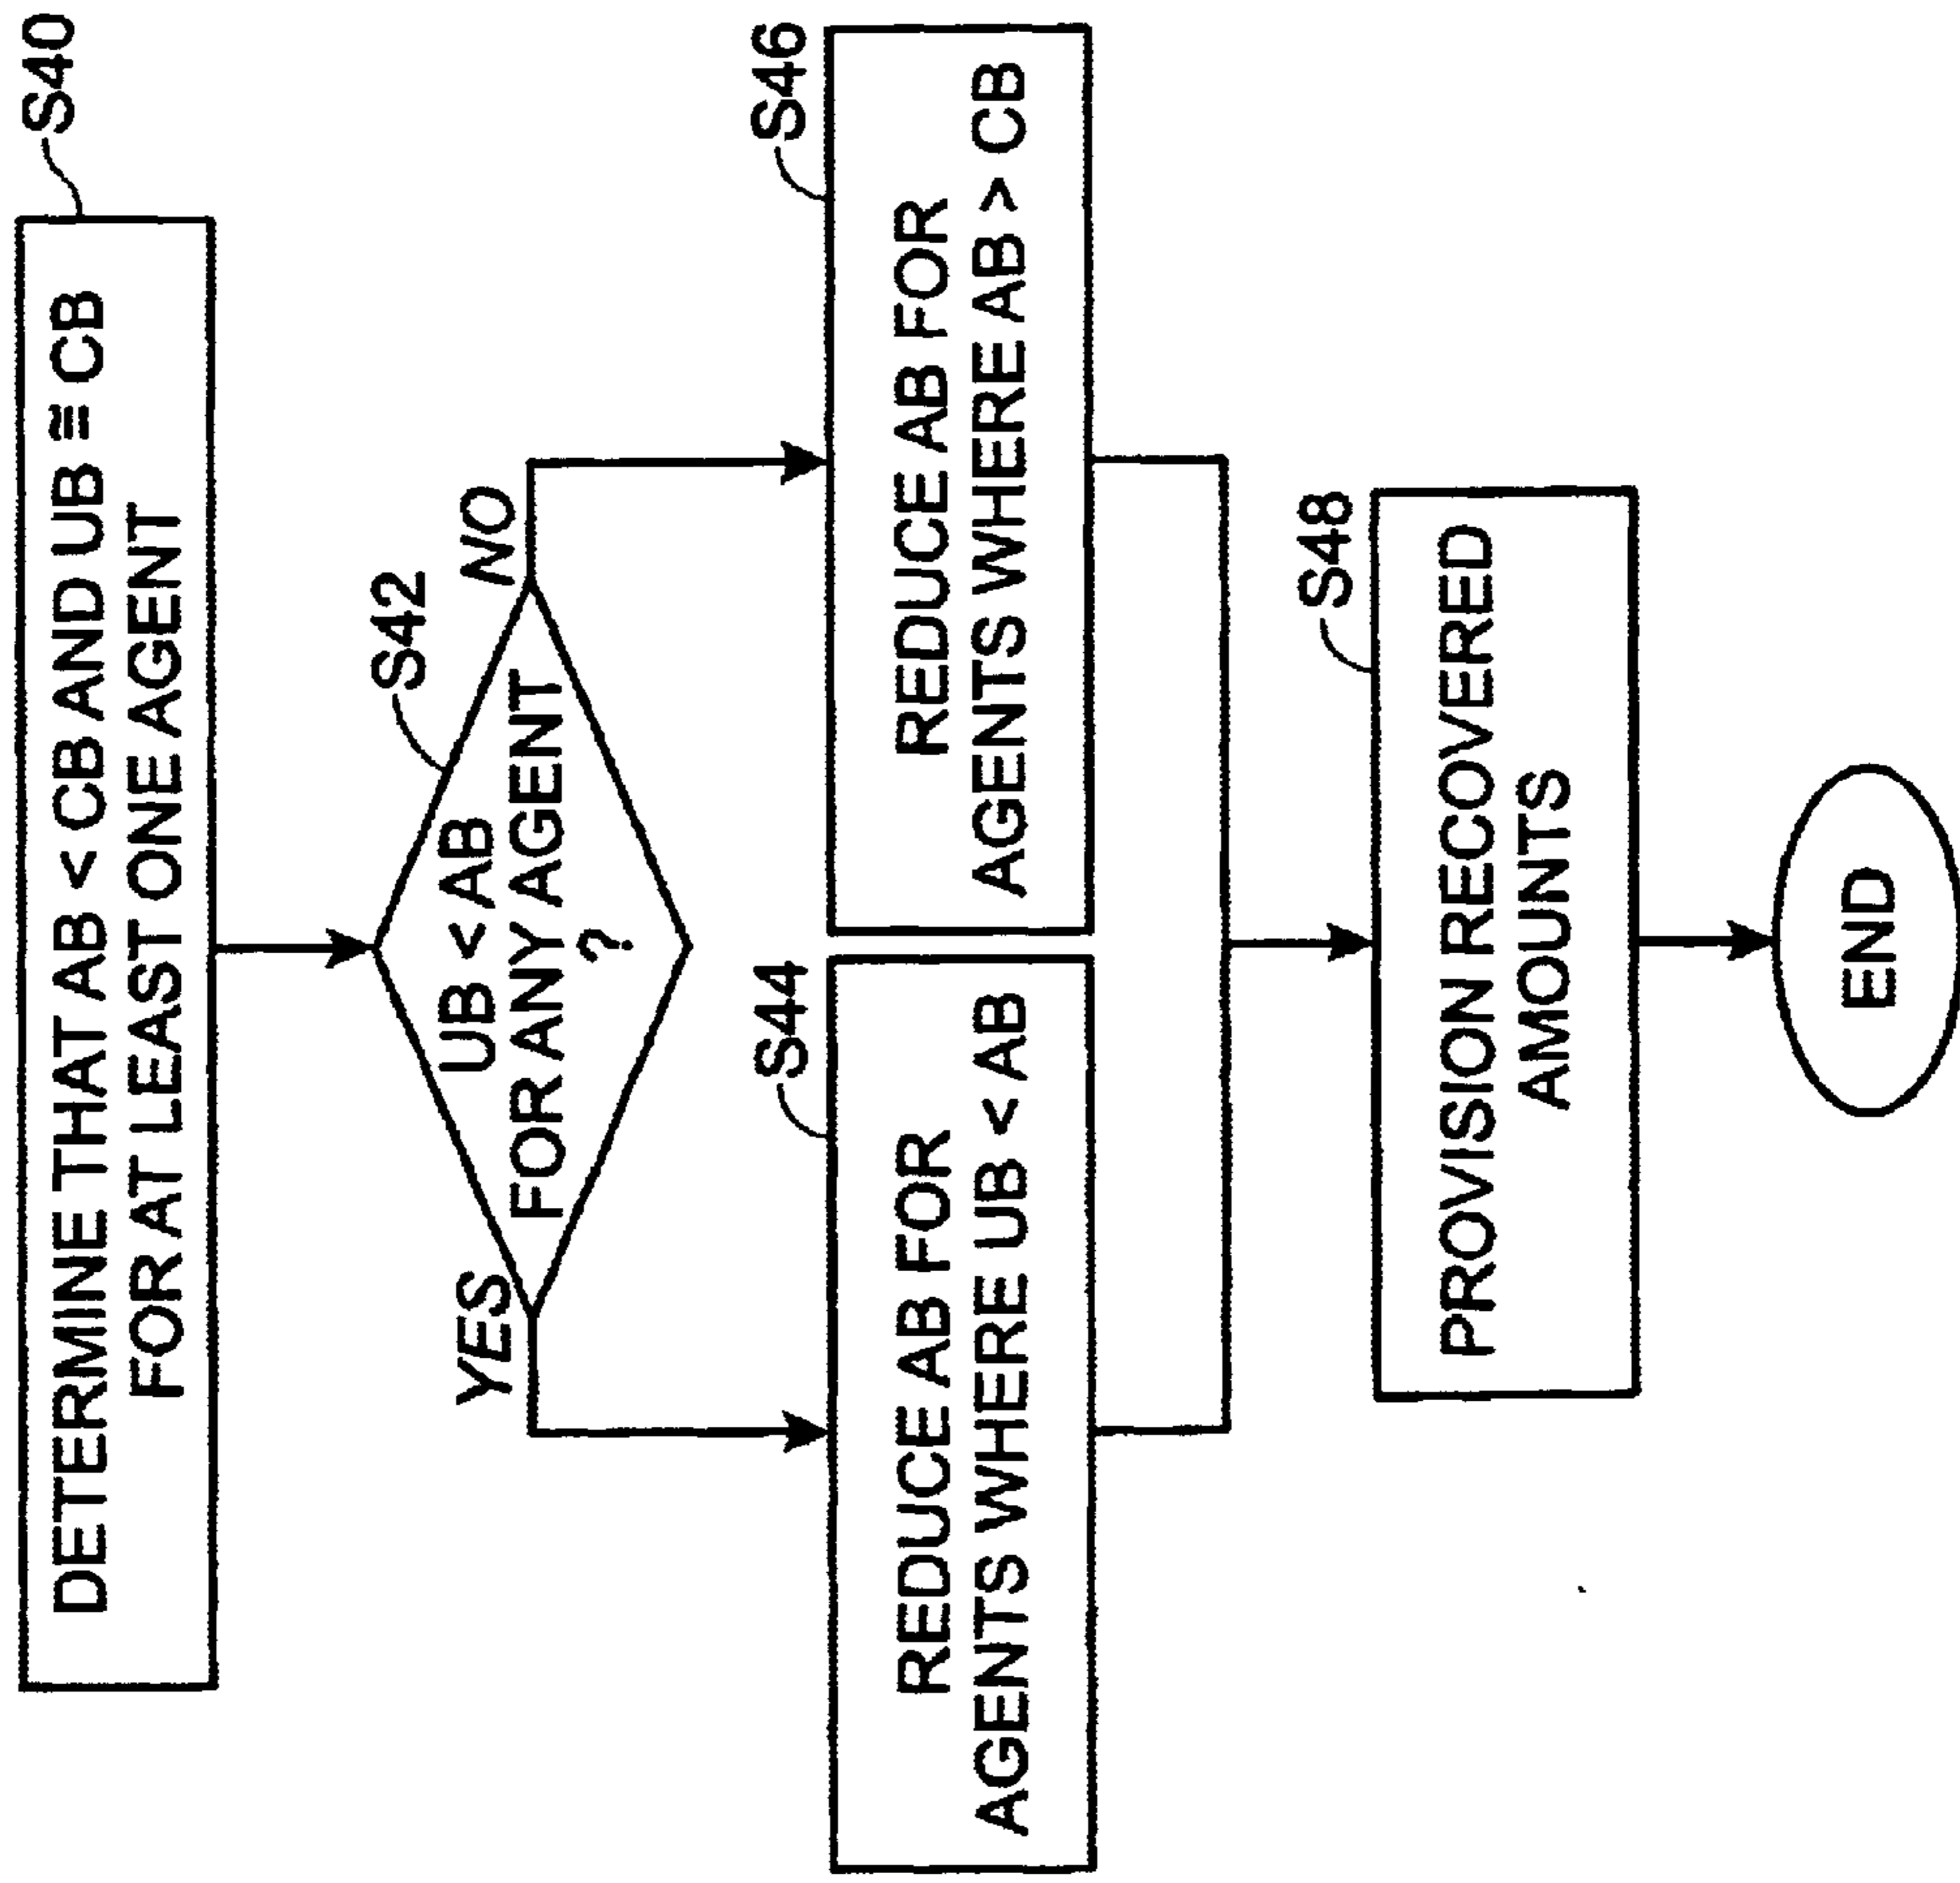 DETERMINE THAT AB < CB AND UB ≅ CB
FOR AT LEAST ONE AGENT
S40
S42
UB < AB
FOR ANY AGENT
?
YES
NO
S44
REDUCE AB FOR
AGENTS WHERE UB < AB
S46
REDUCE AB FOR
AGENTS WHERE AB > CB
S48
PROVISION RECOVERED
AMOUNTS
END